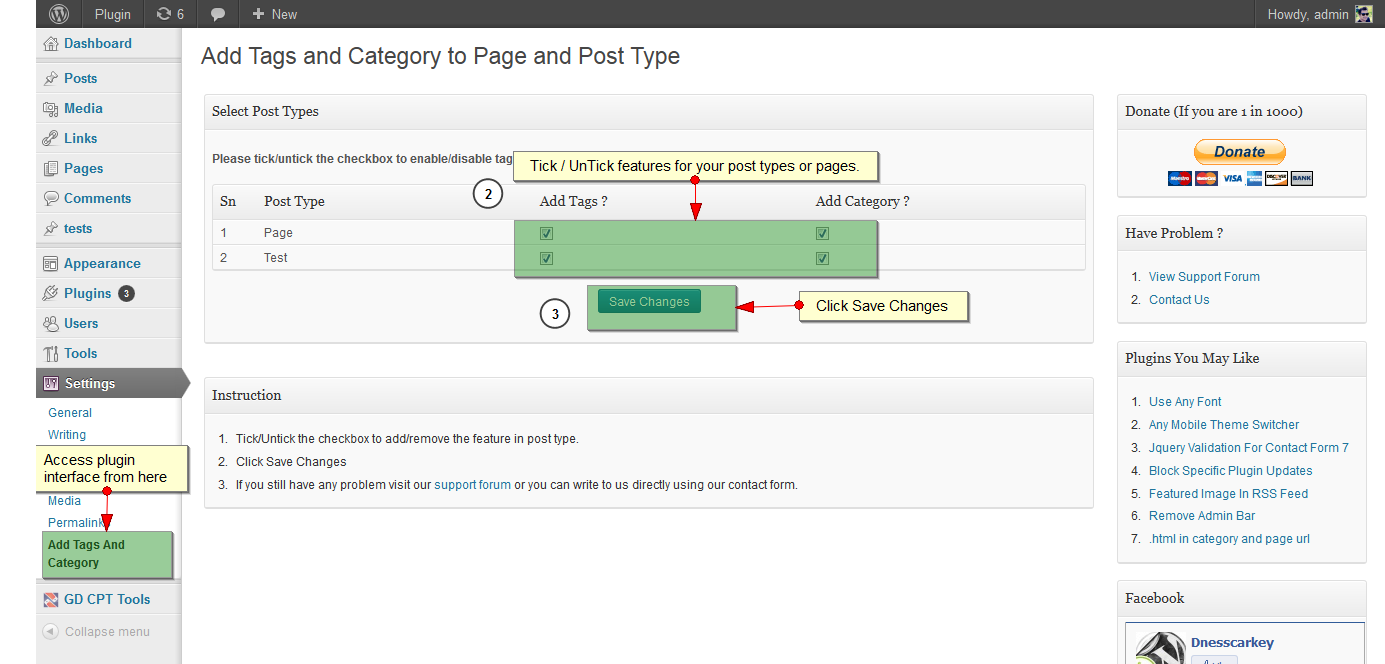 Plugin 6 + New Howdy, admin
Dashboard
Posts
Media
Links
Pages
Comments
tests
Appearance
Plugins 3
Users
Tools
Settings
General
Writing
Access plugin
interface from here
Media
Permalink
Add Tags And
Category
GD CPT Tools
Collapse menu
Add Tags and Category to Page and Post Type
Select Post Types
Please tick/untick the checkbox to enable/disable tag
Tick / UnTick features for your post types or pages.
2
Sn Post Type Add Tags ? Add Category ?
1 Page
2 Test
Save Changes
3
Click Save Changes
Instruction
1. Tick/Untick the checkbox to add/remove the feature in post type.
2. Click Save Changes
3. If you still have any problem visit our support forum or you can write to us directly using our contact form.
Donate (If you are 1 in 1000)
Donate
Maestro MasterCard VISA DISCOVER BANK
Have Problem ?
1. View Support Forum
2. Contact Us
Plugins You May Like
1. Use Any Font
2. Any Mobile Theme Switcher
3. Jquery Validation For Contact Form 7
4. Block Specific Plugin Updates
5. Featured Image In RSS Feed
6. Remove Admin Bar
7. .html in category and page url
Facebook
Dnesscarkey